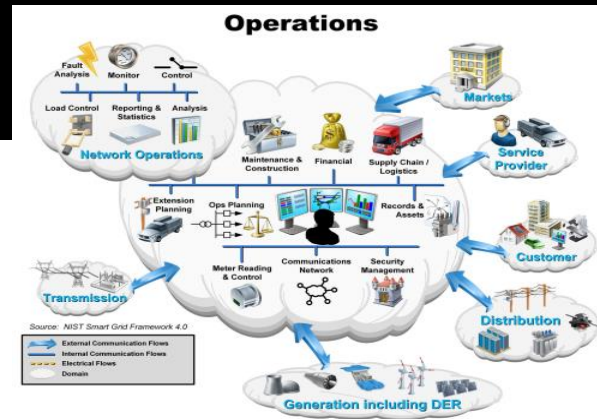 Operations
Fault
Analysis
Monitor
Control
Load Control
Reporting &
Statistics
Analysis
Network Operations
Markets
Maintenance &
Construction
Financial
Supply Chain /
Logistics
Service
Provider
Extension
Planning
Ops Planning
Records &
Assets
Customer
Meter Reading
& Control
Communications
Network
Security
Management
Transmission
Distribution
Source: NIST Smart Grid Framework 4.0
External Communication Flows
Internal Communication Flows
Electrical Flows
Domain
Generation including DER